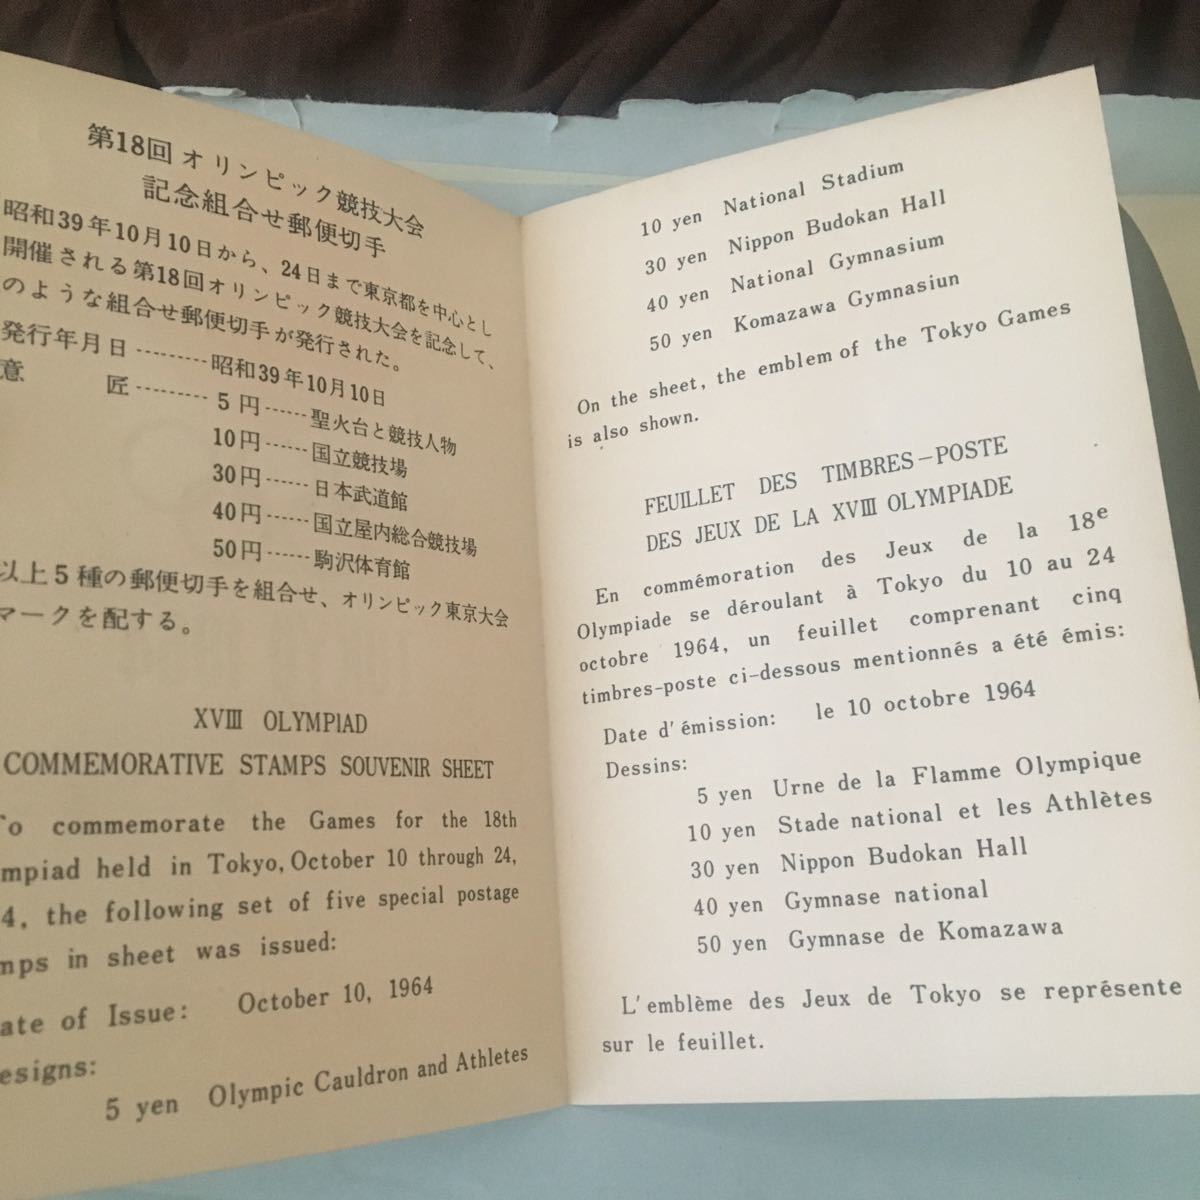 第18回オリンピック競技大会
記念組合せ郵便切手
昭和39年10月10日から、24日まで東京都を中心とし
開催される第18回オリンピック競技大会を記念して、
のような組合せ郵便切手が発行された。
発行年月日………昭和39年10月10日
意 匠………5円……聖火台と競技人物
10円……国立競技場
30円……日本武道館
40円……国立屋内総合競技場
50円……駒沢体育館
以上5種の郵便切手を組合せ、オリンピック東京大会
マークを配する。
XVIII OLYMPIAD
COMMEMORATIVE STAMPS SOUVENIR SHEET
To commemorate the Games for the 18th
mpiad held in Tokyo, October 10 through 24,
4, the following set of five special postage
mps in sheet was issued:
ate of Issue: October 10, 1964
esigns:
5 yen Olympic Cauldron and Athletes
10 yen National Stadium
30 yen Nippon Budokan Hall
40 yen National Gymnasium
50 yen Komazawa Gymnasiun
On the sheet, the emblem of the Tokyo Games
is also shown.
FEUILLET DES TIMBRES-POSTE
DES JEUX DE LA XVIII OLYMPIADE
En commémoration des Jeux de la 18e
Olympiade se déroulant à Tokyo du 10 au 24
octobre 1964, un feuillet comprenant cinq
timbres-poste ci-dessous mentionnés a été émis:
Date d'émission: le 10 octobre 1964
Dessins:
5 yen Urne de la Flamme Olympique
10 yen Stade national et les Athlètes
30 yen Nippon Budokan Hall
40 yen Gymnase national
50 yen Gymnase de Komazawa
L'emblème des Jeux de Tokyo se représente
sur le feuillet.